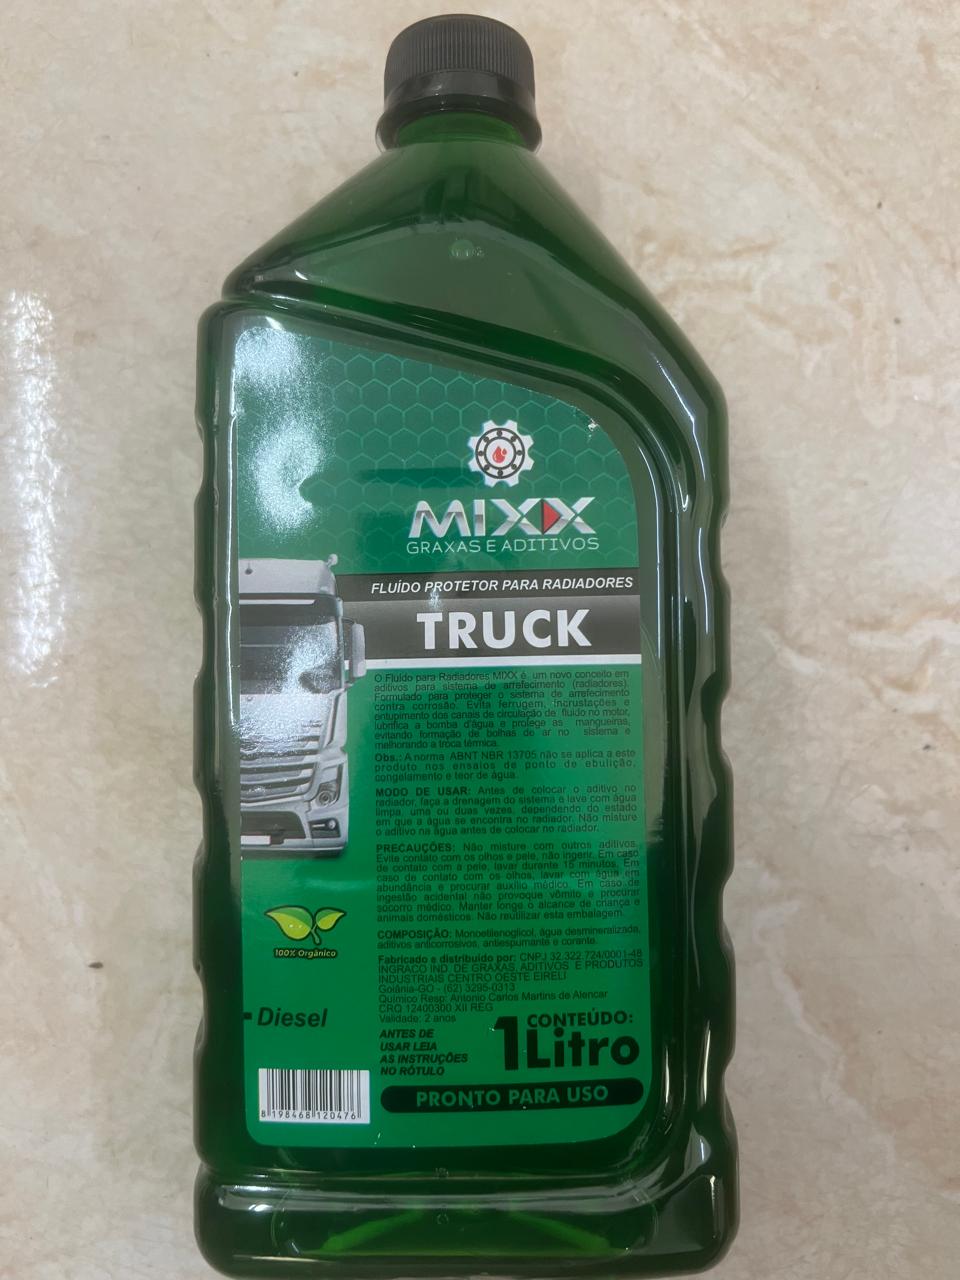 MIXX
GRAXAS E ADITIVOS
FLUÍDO PROTETOR PARA RADIADORES
TRUCK
O Fluído para Radiadores MIXX é um novo conceito em
aditivos para sistema de arrefecimento (radiadores).
Formulado para proteger o sistema de arrefecimento
contra corrosão. Evita ferrugem, incrustações e
entupimento dos canais de circulação de fluído no motor,
lubrifica a bomba d'água e protege as mangueiras,
evitando formação de bolhas de ar no sistema e
melhorando a troca térmica.
Obs.: A norma ABNT NBR 13705 não se aplica a este
produto nos ensaios de ponto de ebulição,
congelamento e teor de água.
MODO DE USAR: Antes de colocar o aditivo no
radiador, faça a drenagem do sistema e lave com água
limpa, uma ou duas vezes, dependendo do estado
em que a água se encontra no radiador. Não misture
o aditivo na água antes de colocar no radiador.
PRECAUÇÕES: Não misture com outros aditivos.
Evite contato com os olhos e pele, não ingerir. Em caso
de contato com a pele, lavar durante 15 minutos. Em
caso de contato com os olhos, lavar com água em
abundância e procurar auxílio médico. Em caso de
ingestão acidental não provoque vômito e procurar
socorro médico. Manter longe o alcance de criança e
animais domésticos. Não reutilizar esta embalagem.
COMPOSIÇÃO: Monoetilenoglicol, água desmineralizada,
aditivos anticorrosivos, antiespumante e corante.
Fabricado e distribuido por: CNPJ 32.322.724/0001-48
INGRACO IND. DE GRAXAS, ADITIVOS E PRODUTOS
INDUSTRIAIS CENTRO OESTE EIRELI
Goiânia-GO - (62) 3295-0313
Químico Resp: Antonio Carlos Martins de Alencar
CRQ 12400300 XII REG
Validade: 2 anos
100% Orgânico
- Diesel
ANTES DE
USAR LEIA
AS INSTRUÇÕES
NO RÓTULO
CONTEÚDO:
1Litro
PRONTO PARA USO
8 198468 120476